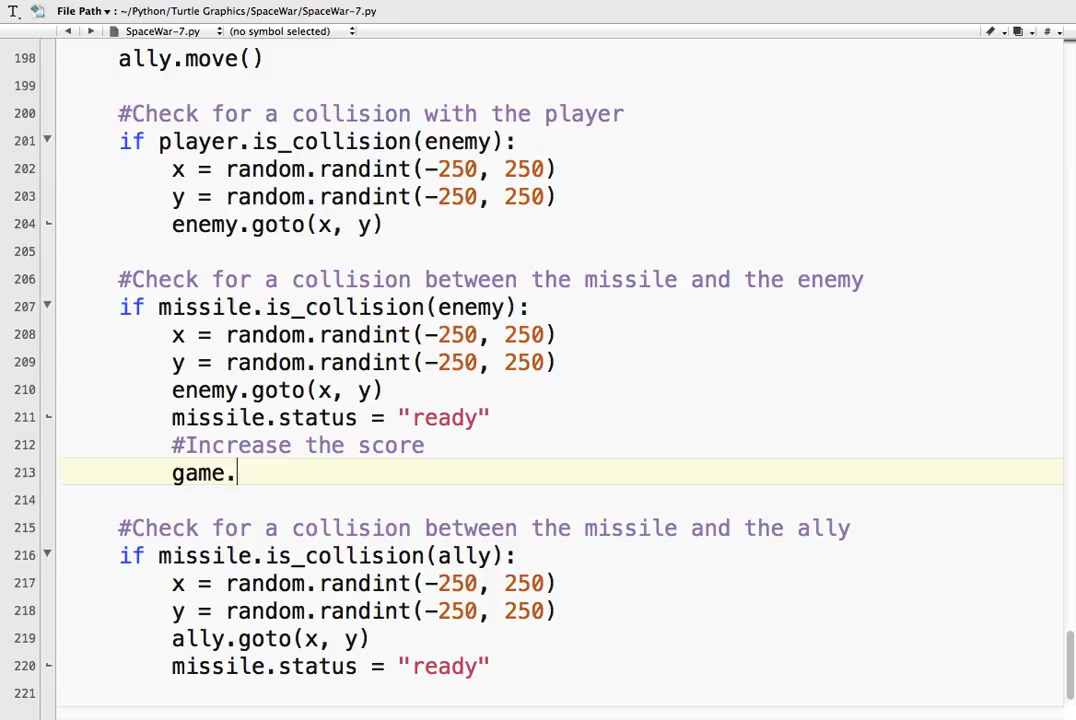 File Path ▾ : ~/Python/Turtle Graphics/SpaceWar/SpaceWar-7.py
SpaceWar-7.py (no symbol selected) #
198 ally.move()
199
200 #Check for a collision with the player
201 if player.is_collision(enemy):
202 x = random.randint(-250, 250)
203 y = random.randint(-250, 250)
204 enemy.goto(x, y)
205
206 #Check for a collision between the missile and the enemy
207 if missile.is_collision(enemy):
208 x = random.randint(-250, 250)
209 y = random.randint(-250, 250)
210 enemy.goto(x, y)
211 missile.status = "ready"
212 #Increase the score
213 game.
214
215 #Check for a collision between the missile and the ally
216 if missile.is_collision(ally):
217 x = random.randint(-250, 250)
218 y = random.randint(-250, 250)
219 ally.goto(x, y)
220 missile.status = "ready"
221